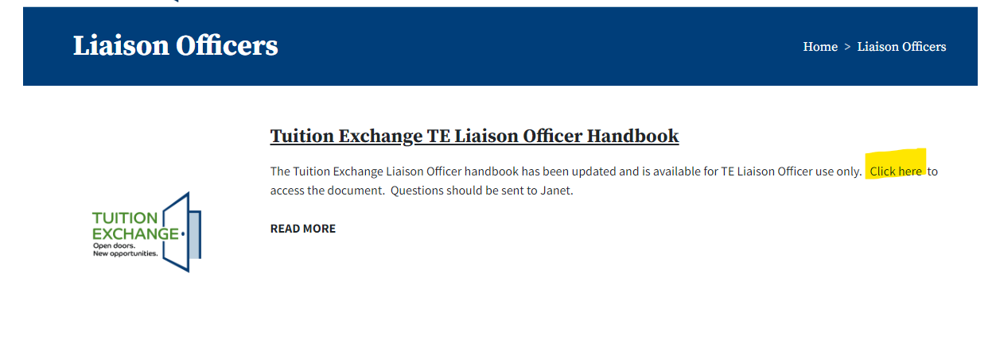 Liaison Officers
Home > Liaison Officers
Tuition Exchange TE Liaison Officer Handbook
The Tuition Exchange Liaison Officer handbook has been updated and is available for TE Liaison Officer use only. Click here to
access the document. Questions should be sent to Janet.
READ MORE
TUITION
EXCHANGE
Open doors.
New opportunities.